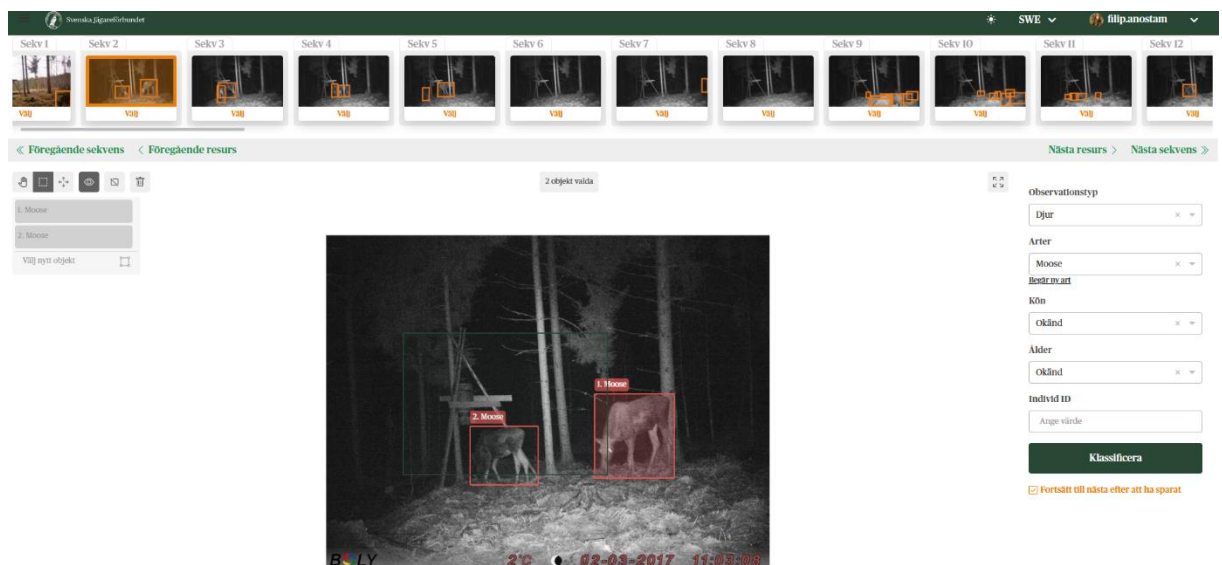 Svenska Jägareförbundet
SWE
filip.anostam
Sekv 1 Sekv 2 Sekv 3 Sekv 4 Sekv 5 Sekv 6 Sekv 7 Sekv 8 Sekv 9 Sekv 10 Sekv 11 Sekv 12
Välj Välj Välj Välj Välj Välj Välj Välj Välj Välj Välj Välj
« Föregående sekvens < Föregående resurs
Nästa resurs > Nästa sekvens »
2 objekt valda
1. Moose
2. Moose
Välj nytt objekt
1. Moose
2. Moose
BOLY 2°C 02-03-2017 11:03:08
Observationstyp
Djur
Arter
Moose
Begär ny art
Kön
Okänd
Ålder
Okänd
Individ ID
Ange värde
Klassificera
Fortsätt till nästa efter att ha sparat